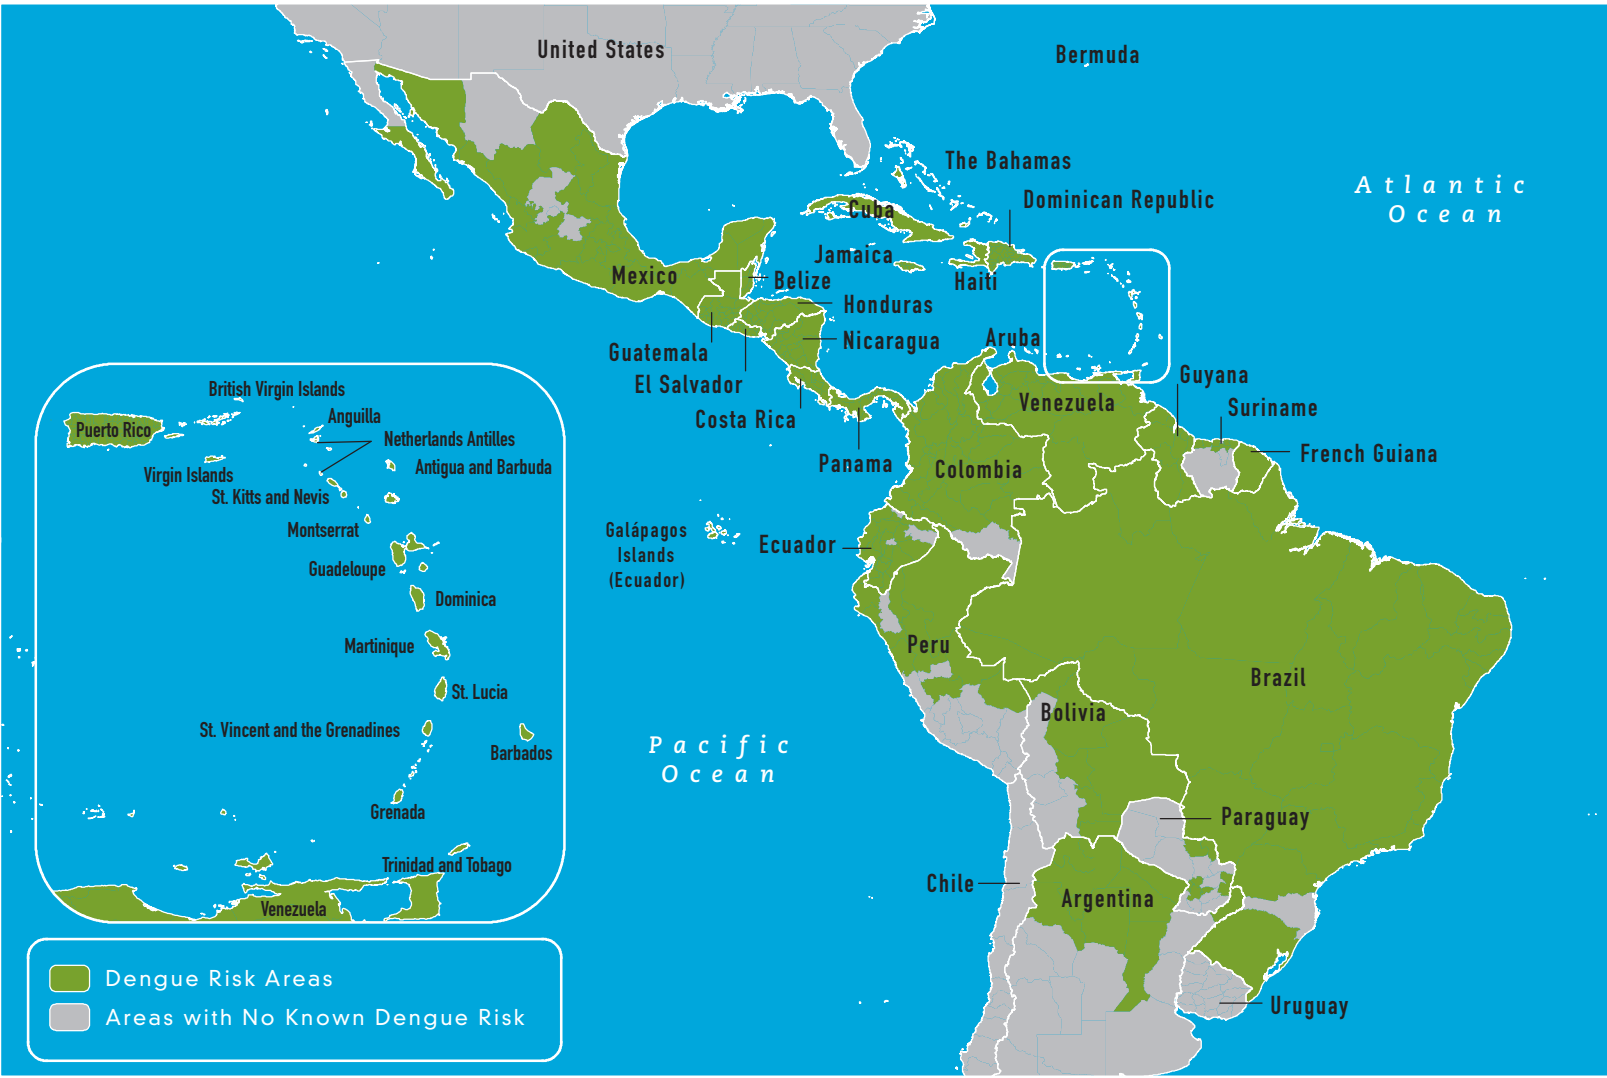 United States
Bermuda
The Bahamas
Atlantic
Ocean
Dominican Republic
Cuba
Jamaica
Haiti
Mexico
Belize
Honduras
Nicaragua
Aruba
Guatemala
El Salvador
Costa Rica
Panama
Guyana
Suriname
French Guiana
Venezuela
Colombia
Galápagos
Islands
(Ecuador)
Ecuador
Peru
Brazil
Bolivia
Pacific
Ocean
Paraguay
Chile
Argentina
Uruguay
British Virgin Islands
Puerto Rico
Anguilla
Netherlands Antilles
Virgin Islands
Antigua and Barbuda
St. Kitts and Nevis
Montserrat
Guadeloupe
Dominica
Martinique
St. Lucia
St. Vincent and the Grenadines
Barbados
Grenada
Trinidad and Tobago
Venezuela
Dengue Risk Areas
Areas with No Known Dengue Risk